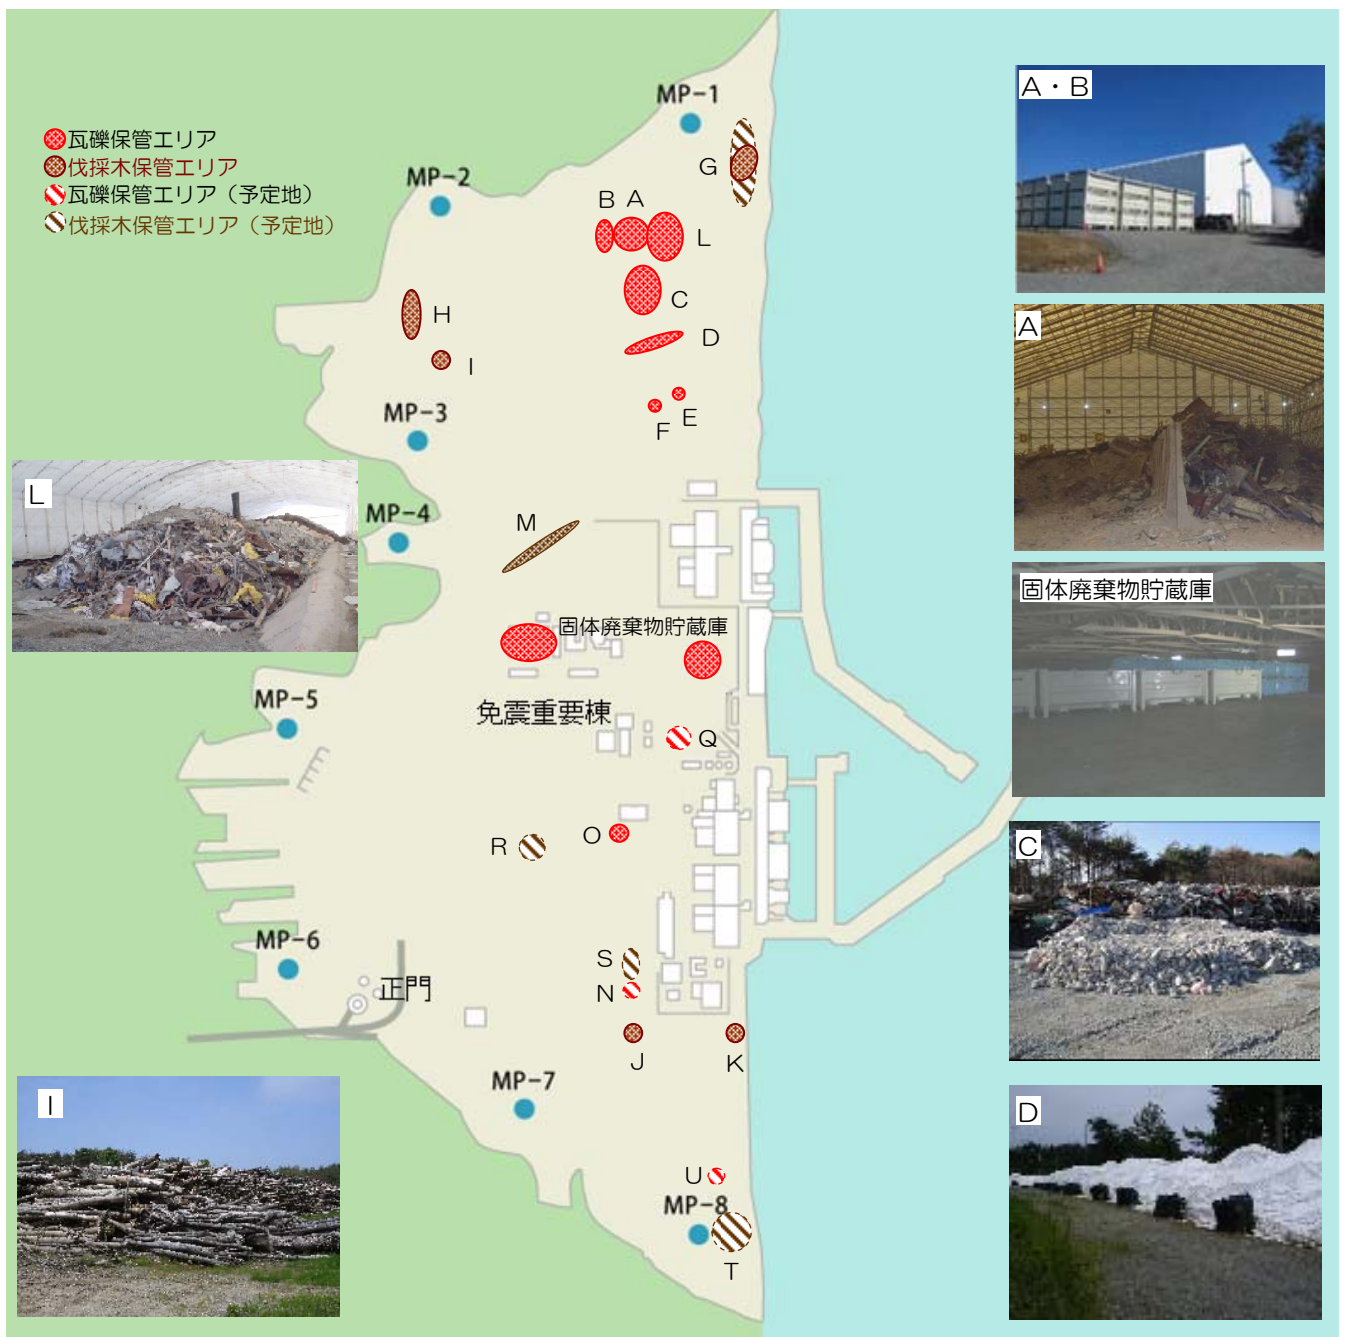 MP-1
A・B
瓦礫保管エリア
伐採木保管エリア
瓦礫保管エリア（予定地）
伐採木保管エリア（予定地）
G
MP-2
B
A
L
C
H
D
A
I
MP-3
E
F
L
MP-4
M
固体廃棄物貯蔵庫
固体廃棄物貯蔵庫
MP-5
免震重要棟
Q
R
O
C
MP-6
S
正門
N
J
K
MP-7
I
D
U
MP-8
T